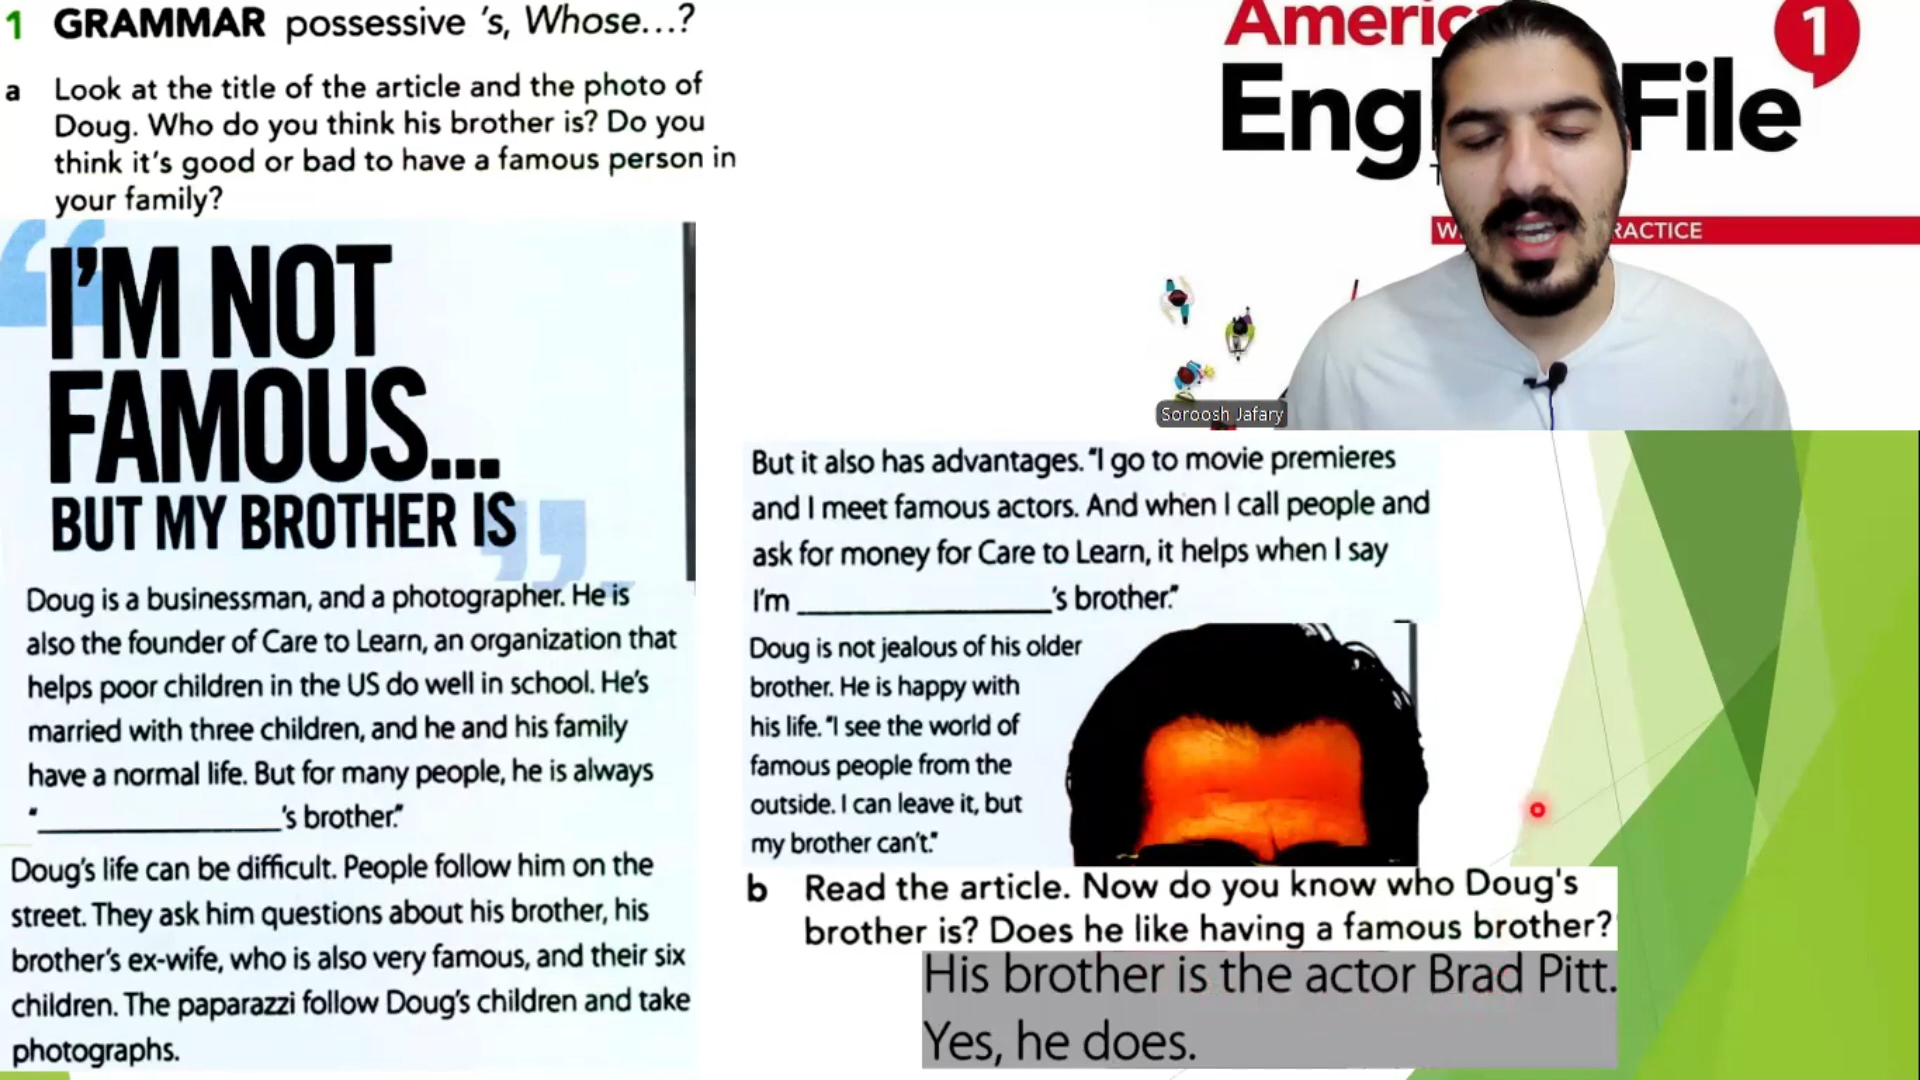 1 GRAMMAR possessive 's, Whose...?
a Look at the title of the article and the photo of
Doug. Who do you think his brother is? Do you
think it's good or bad to have a famous person in
your family?
“I'M NOT
FAMOUS...
BUT MY BROTHER IS”
Doug is a businessman, and a photographer. He is
also the founder of Care to Learn, an organization that
helps poor children in the US do well in school. He's
married with three children, and he and his family
have a normal life. But for many people, he is always
“__________________'s brother.”
Doug's life can be difficult. People follow him on the
street. They ask him questions about his brother, his
brother's ex-wife, who is also very famous, and their six
children. The paparazzi follow Doug's children and take
photographs.
But it also has advantages. “I go to movie premieres
and I meet famous actors. And when I call people and
ask for money for Care to Learn, it helps when I say
I'm __________________'s brother.”
Doug is not jealous of his older
brother. He is happy with
his life. “I see the world of
famous people from the
outside. I can leave it, but
my brother can't.”
b Read the article. Now do you know who Doug's
brother is? Does he like having a famous brother?
His brother is the actor Brad Pitt.
Yes, he does.
1
Eng File
RACTICE
Soroosh Jafary